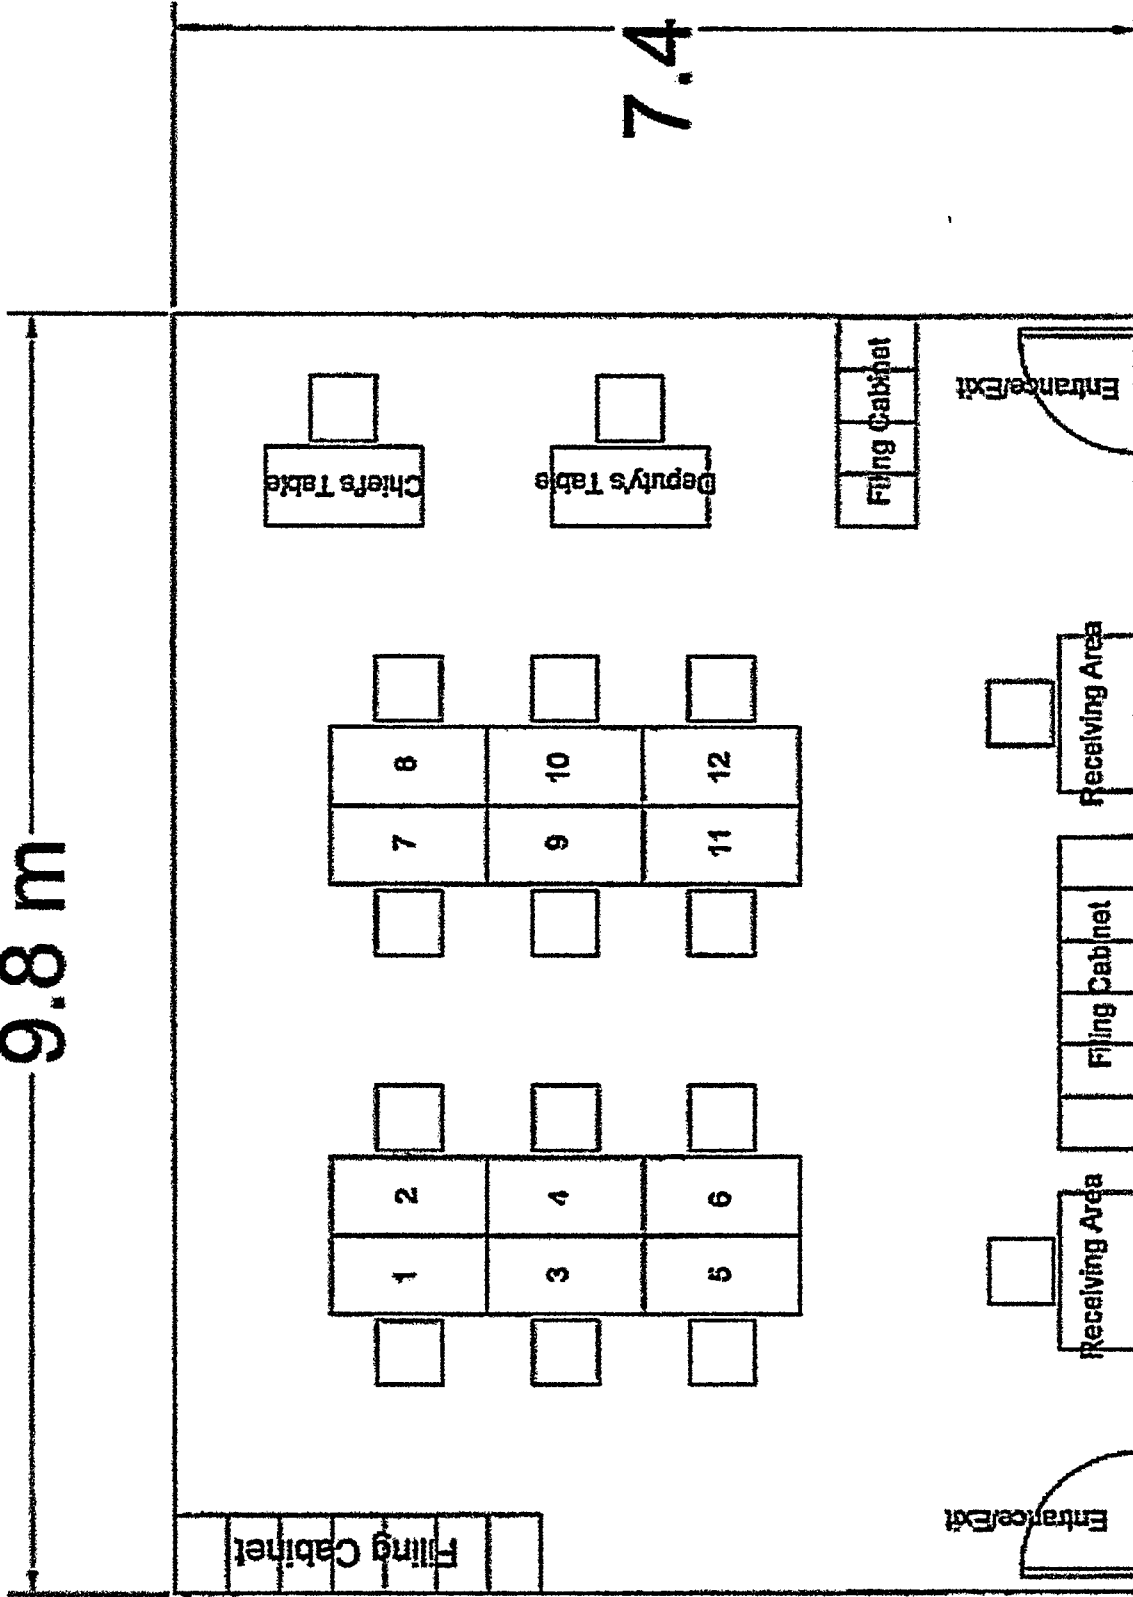 7.4
9.8 m
Chief's Table
Deputy's Table
Filing Cabinet
Entrance/Exit
8
10
12
7
9
11
Receiving Area
Filing Cabinet
2
4
6
1
3
5
Receiving Area
Filing Cabinet
Entrance/Exit